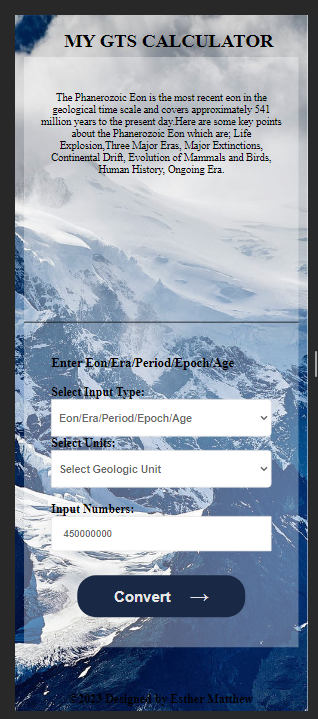 MY GTS CALCULATOR
The Phanerozoic Eon is the most recent eon in the
geological time scale and covers approximately 541
million years to the present day.Here are some key points
about the Phanerozoic Eon which are; Life
Explosion,Three Major Eras, Major Extinctions,
Continental Drift, Evolution of Mammals and Birds,
Human History, Ongoing Era.
Enter Eon/Era/Period/Epoch/Age
Select Input Type:
Eon/Era/Period/Epoch/Age
Select Units:
Select Geologic Unit
Input Numbers:
450000000
Convert →
©2023 Designed by Esther Matthew